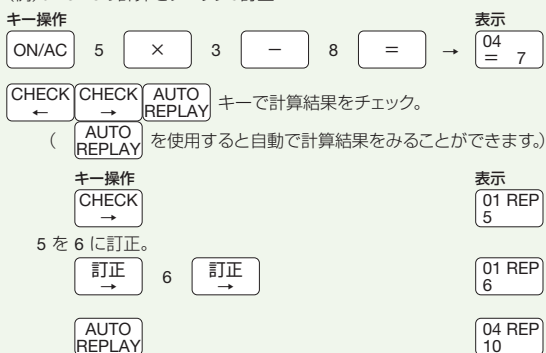 キー操作 表示
ON/AC 5 × 3 − 8 = → 04 = 7
CHECK ← CHECK → AUTO REPLAY キーで計算結果をチェック。
( AUTO REPLAY を使用すると自動で計算結果をみることができます。)
キー操作 表示
CHECK → 01 REP 5
5 を 6 に訂正。
訂正 → 6 訂正 → 01 REP 6
AUTO REPLAY 04 REP 10